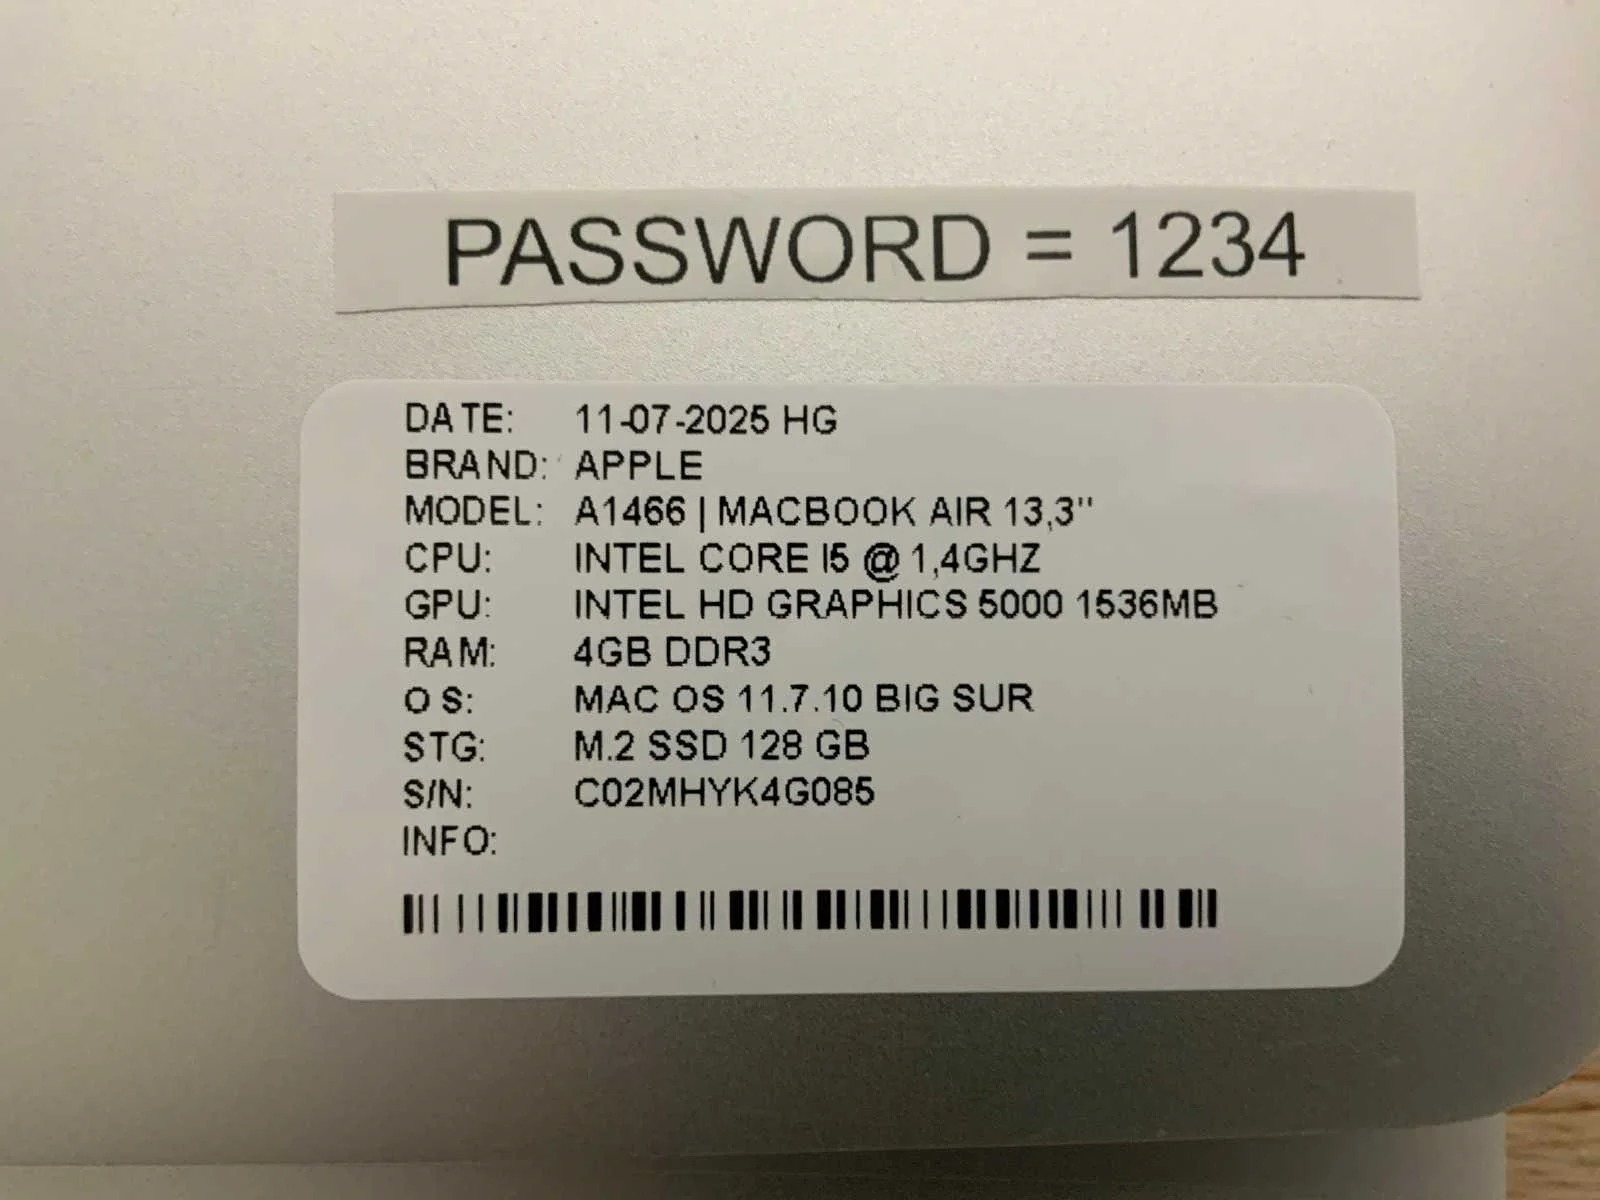 PASSWORD = 1234
DATE: 11-07-2025 HG
BRAND: APPLE
MODEL: A1466 | MACBOOK AIR 13,3"
CPU: INTEL CORE I5 @ 1,4GHZ
GPU: INTEL HD GRAPHICS 5000 1536MB
RAM: 4GB DDR3
OS: MAC OS 11.7.10 BIG SUR
STG: M.2 SSD 128 GB
S/N: C02MHYK4G085
INFO: